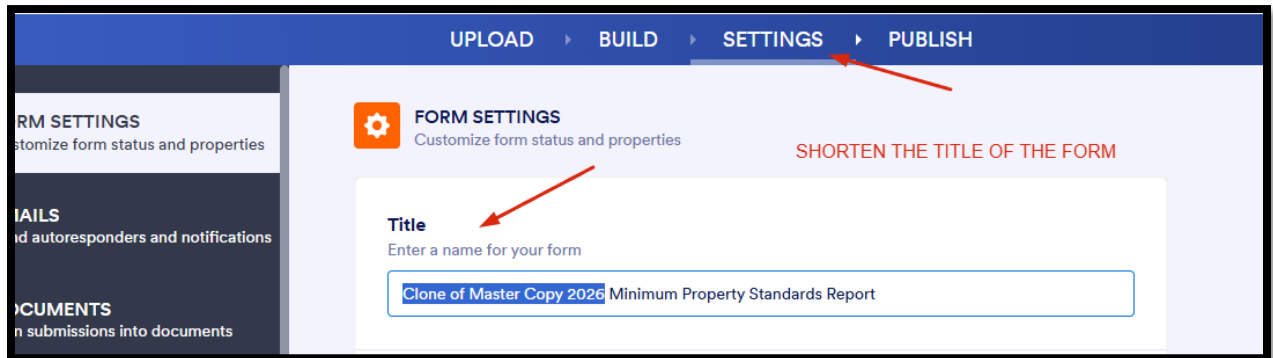 UPLOAD BUILD SETTINGS PUBLISH
RM SETTINGS
stomize form status and properties
FORM SETTINGS
Customize form status and properties
SHORTEN THE TITLE OF THE FORM
AILS
nd autoresponders and notifications
Title
Enter a name for your form
Clone of Master Copy 2026 Minimum Property Standards Report
OCUMENTS
n submissions into documents